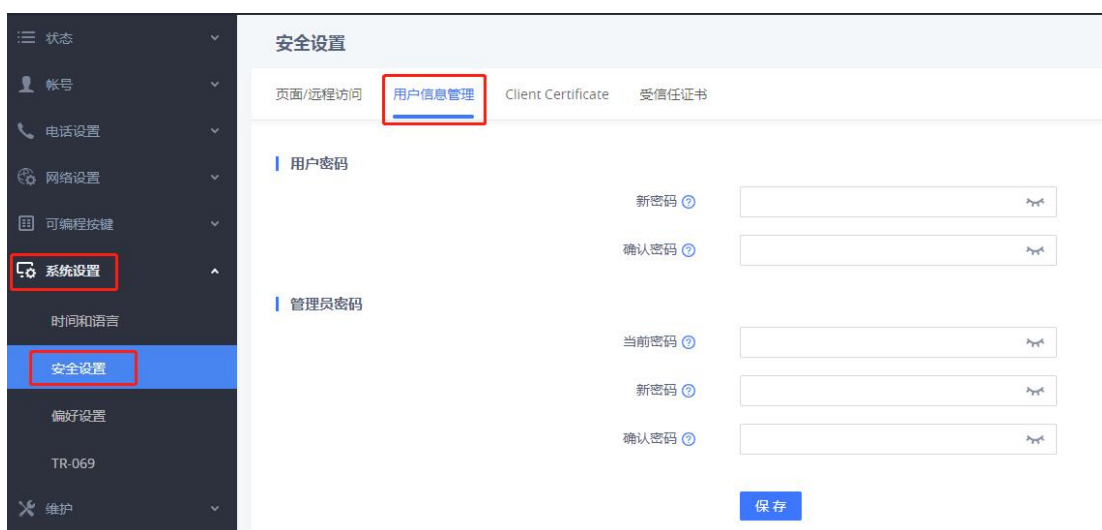 状态
帐号
电话设置
网络设置
可编程按键
系统设置
时间和语言
安全设置
偏好设置
TR-069
维护
安全设置
页面/远程访问 用户信息管理 Client Certificate 受信任证书
用户密码
新密码
确认密码
管理员密码
当前密码
新密码
确认密码
保存